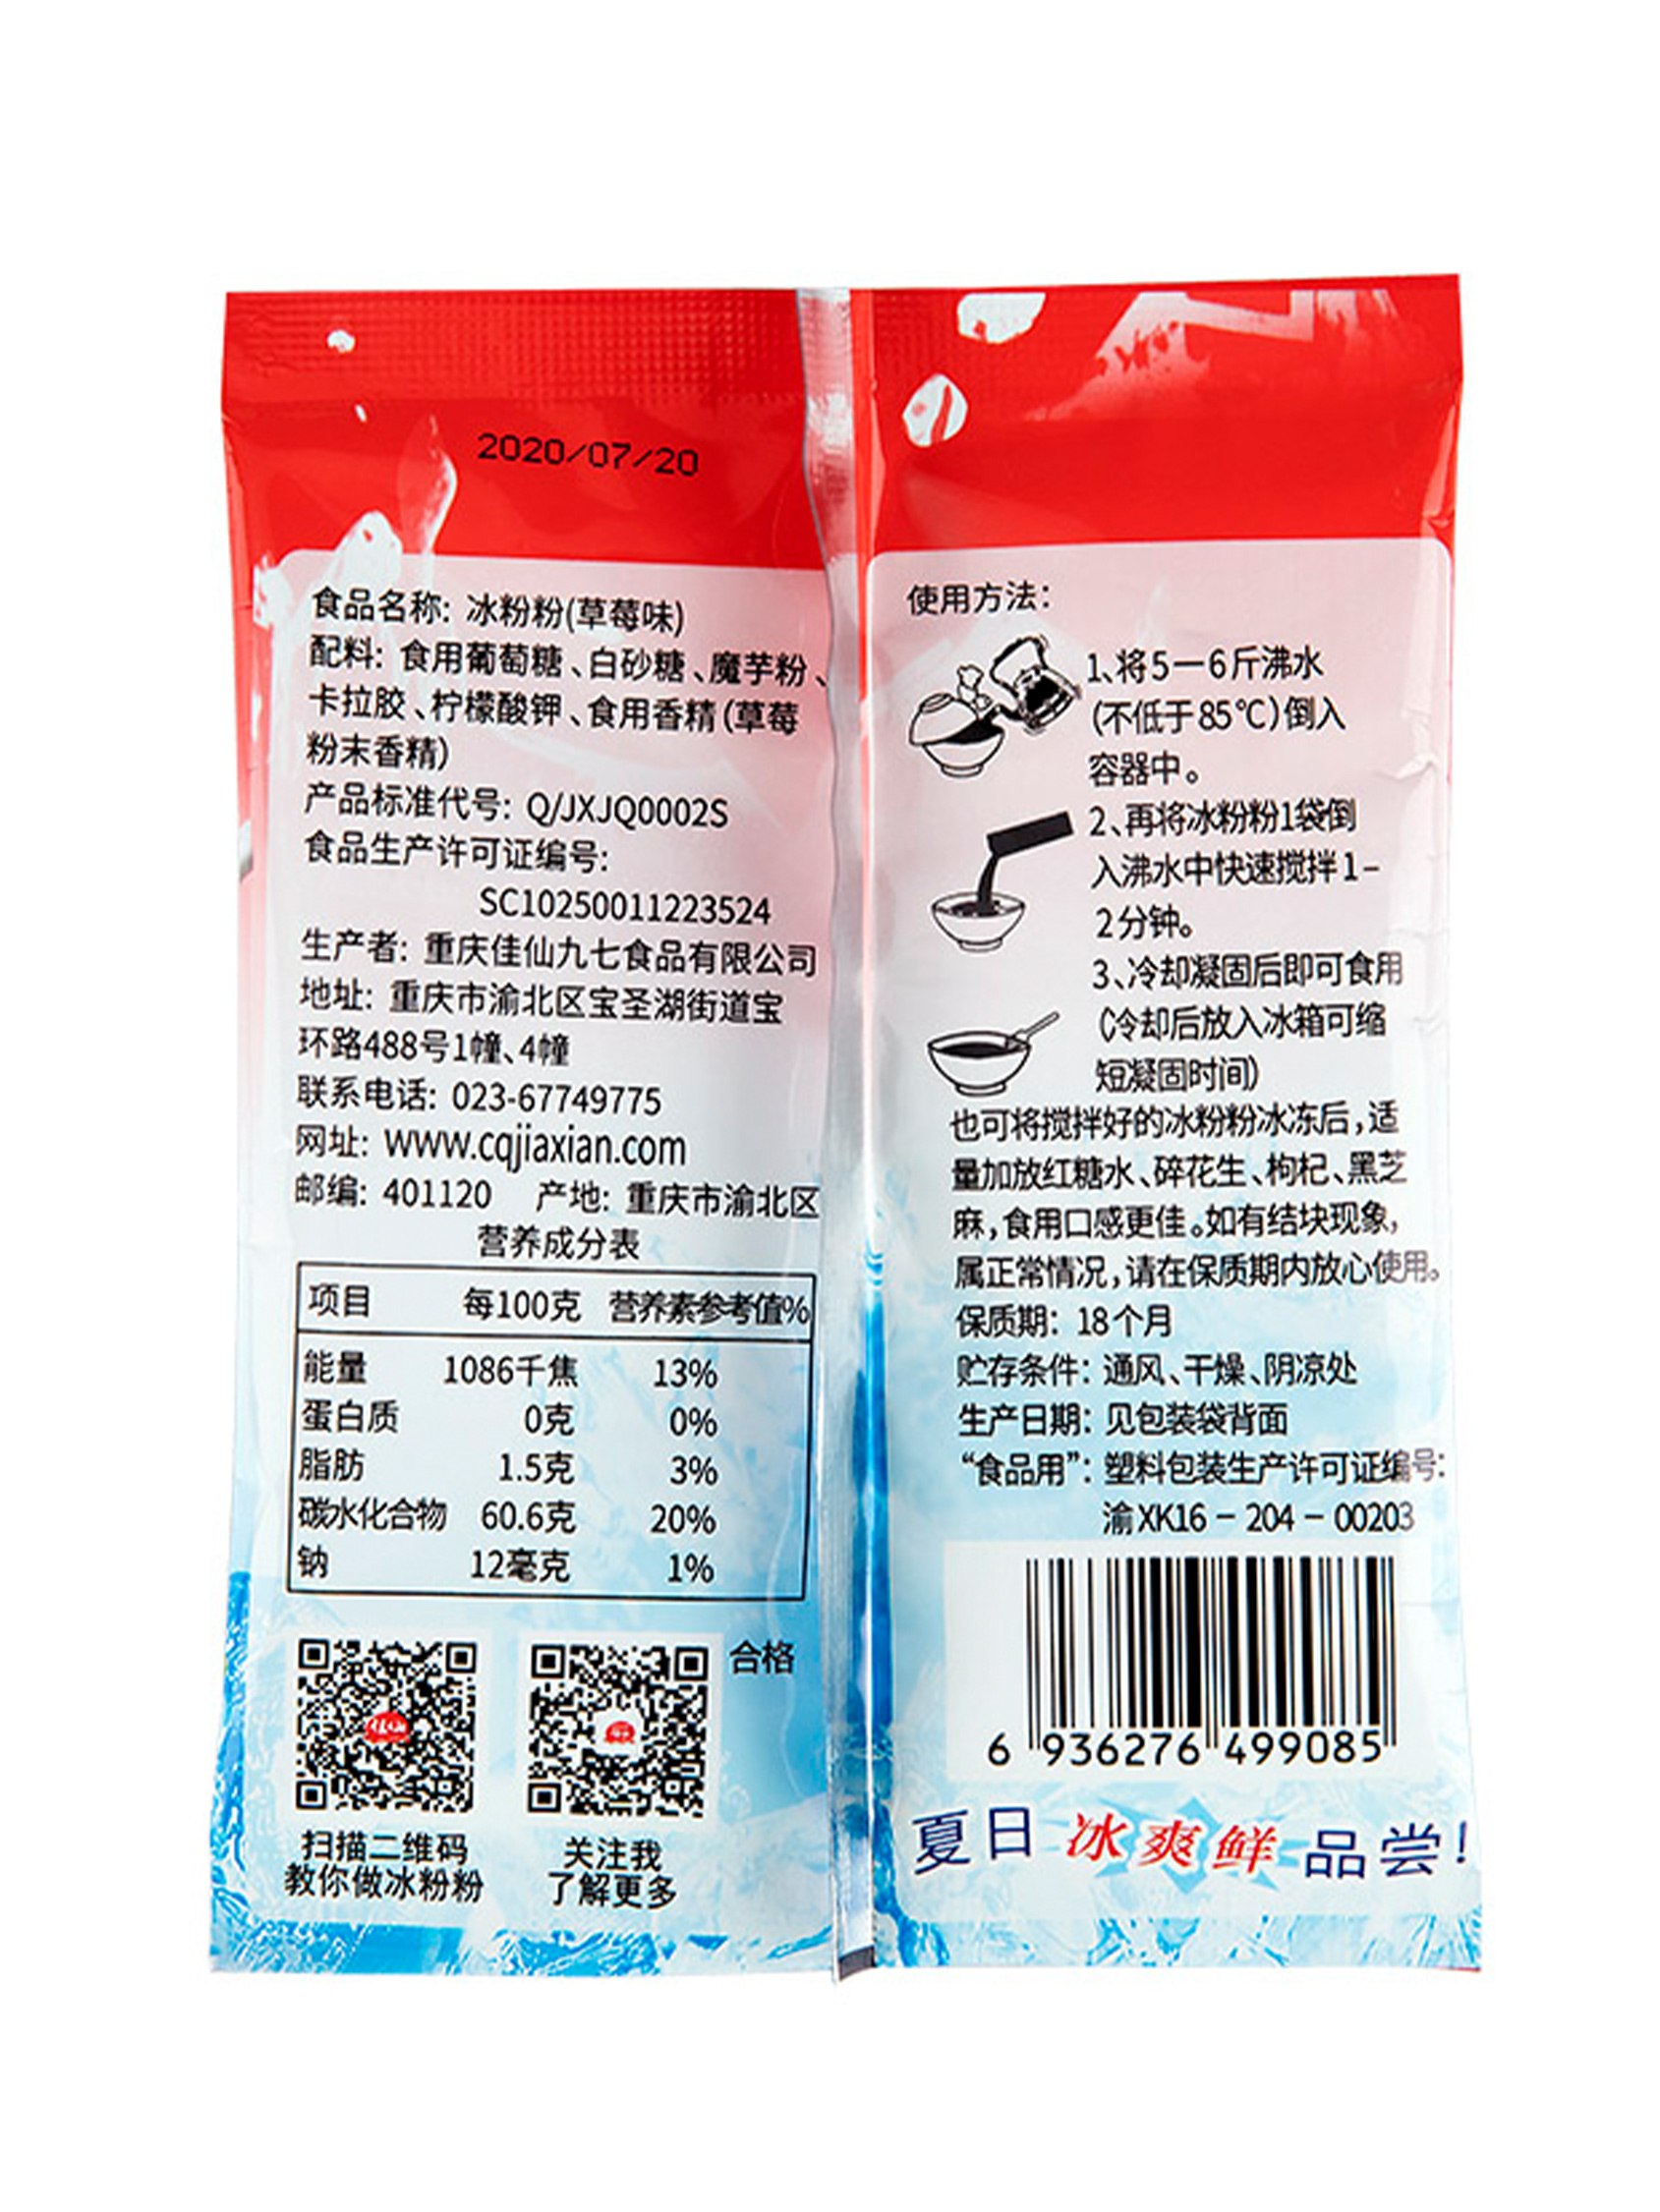 2020/07/20
食品名称: 冰粉粉(草莓味)
配料: 食用葡萄糖、白砂糖、魔芋粉、
卡拉胶、柠檬酸钾、食用香精(草莓
粉末香精)
产品标准代号: Q/JXJQ0002S
食品生产许可证编号:
SC10250011223524
生产者: 重庆佳仙九七食品有限公司
地址: 重庆市渝北区宝圣湖街道宝
环路488号1幢、4幢
联系电话: 023-67749775
网址: www.cqjiaxian.com
邮编: 401120 产地: 重庆市渝北区
营养成分表
项目 每100克 营养素参考值%
能量 1086千焦 13%
蛋白质 0克 0%
脂肪 1.5克 3%
碳水化合物 60.6克 20%
钠 12毫克 1%
合格
扫描二维码
教你做冰粉粉
关注我
了解更多
使用方法:
1、将5—6斤沸水
(不低于85℃)倒入
容器中。
2、再将冰粉粉1袋倒
入沸水中快速搅拌1-
2分钟。
3、冷却凝固后即可食用
(冷却后放入冰箱可缩
短凝固时间)
也可将搅拌好的冰粉粉冰冻后,适
量加放红糖水、碎花生、枸杞、黑芝
麻,食用口感更佳。如有结块现象,
属正常情况,请在保质期内放心使用。
保质期: 18个月
贮存条件: 通风、干燥、阴凉处
生产日期: 见包装袋背面
“食品用”: 塑料包装生产许可证编号:
渝XK16-204-00203
6 936276 499085
夏日冰爽鲜品尝!